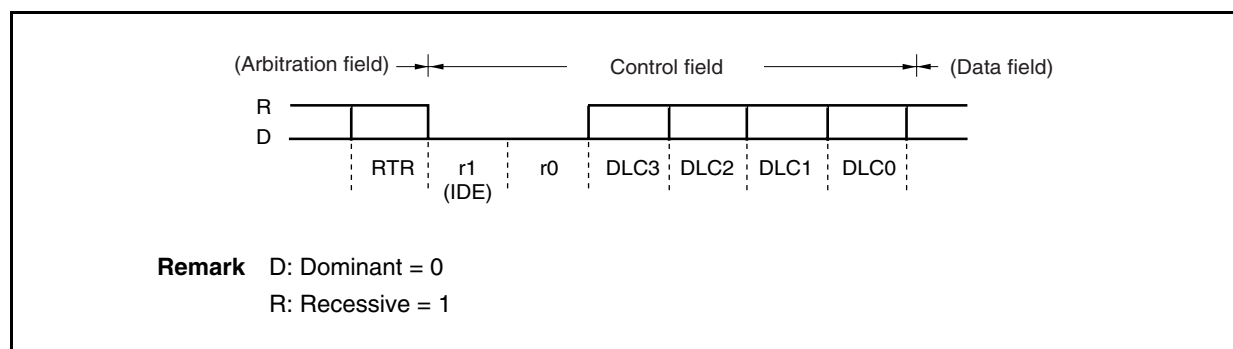 (Arbitration field) Control field (Data field)
R
D
RTR r1 r0 DLC3 DLC2 DLC1 DLC0
(IDE)
Remark D: Dominant = 0
R: Recessive = 1